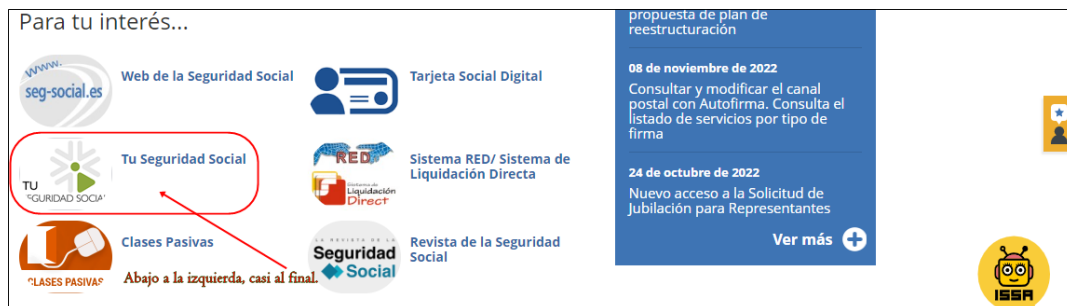 Para tu interés...
www.
seg-social.es
Web de la Seguridad Social
Tarjeta Social Digital
TU
SEGURIDAD SOCIA
Tu Seguridad Social
RED
Sistema de
Liquidación
Direct
Sistema RED/ Sistema de
Liquidación Directa
CLASES PASIVAS
Clases Pasivas
Abajo a la izquierda, casi al final.
LA REVISTA DE LA
Seguridad
Social
Revista de la Seguridad
Social
propuesta de plan de
reestructuración
08 de noviembre de 2022
Consultar y modificar el canal
postal con Autofirma. Consulta el
listado de servicios por tipo de
firma
24 de octubre de 2022
Nuevo acceso a la Solicitud de
Jubilación para Representantes
Ver más
ISSA